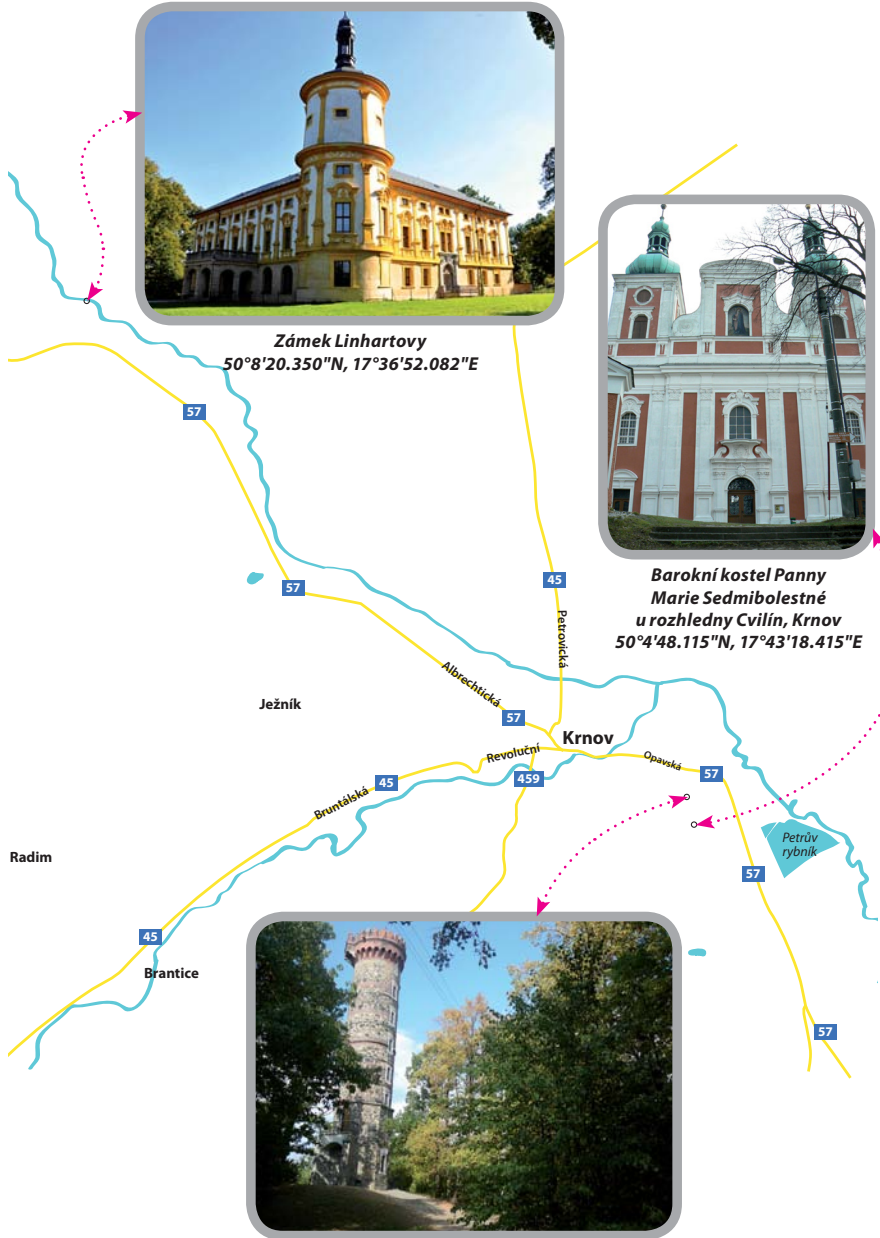 Zámek Linhartovy
50°8'20.350"N, 17°36'52.082"E
57
57
45
Barokní kostel Panny
Marie Sedmibolestné
u rozhledny Cvilín, Krnov
50°4'48.115"N, 17°43'18.415"E
Petrovická
Albrechtická
Ježník
57
Krnov
Revoluční
Opavská
45
459
57
Bruntálská
Petrův
rybník
Radim
57
45
Brantice
57